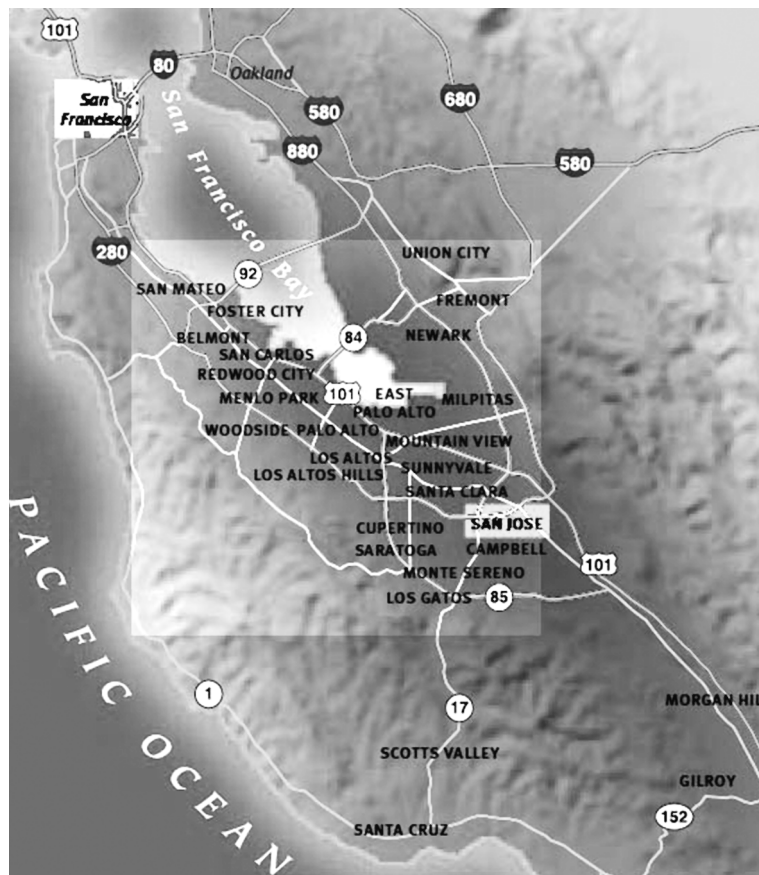 101
80
Oakland
San
Francisco
580
680
880
580
San Francisco Bay
280
UNION CITY
92
SAN MATEO
FREMONT
FOSTER CITY
84
NEWARK
BELMONT
SAN CARLOS
REDWOOD CITY
101
EAST
PALO ALTO
MENLO PARK
MILPITAS
WOODSIDE
PALO ALTO
MOUNTAIN VIEW
LOS ALTOS
SUNNYVALE
LOS ALTOS HILLS
SANTA CLARA
CUPERTINO
SAN JOSE
SARATOGA
CAMPBELL
101
MONTE SERENO
LOS GATOS
85
PACIFIC OCEAN
1
17
MORGAN HIL
SCOTTS VALLEY
GILROY
152
SANTA CRUZ